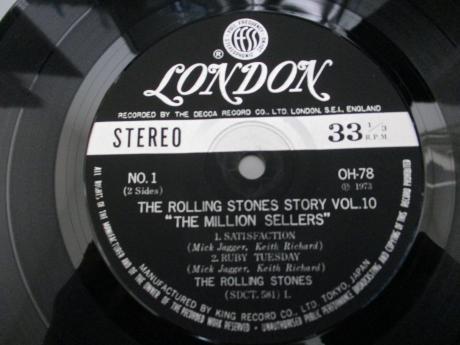 FULL FREQUENCY
ffss
®
LONDON
RECORDED BY THE DECCA RECORD CO., LTD. LONDON, S.E.I., ENGLAND
STEREO
33 1/3
R.P.M.
NO. 1
(2 Sides)
OH-78
Ⓟ 1973
THE ROLLING STONES STORY VOL.10
"THE MILLION SELLERS"
1. SATISFACTION
(Mick Jagger, Keith Richard)
2. RUBY TUESDAY
(Mick Jagger, Keith Richard)
THE ROLLING STONES
(SDCT. 581) 1.
MANUFACTURED BY KING RECORD CO., LTD. TOKYO, JAPAN
ALL RIGHTS OF THE MANUFACTURER AND OF THE OWNER OF THE RECORDED WORK RESERVED · UNAUTHORISED PUBLIC PERFORMANCE BROADCASTING AND COPYING OF THIS RECORD PROHIBITED